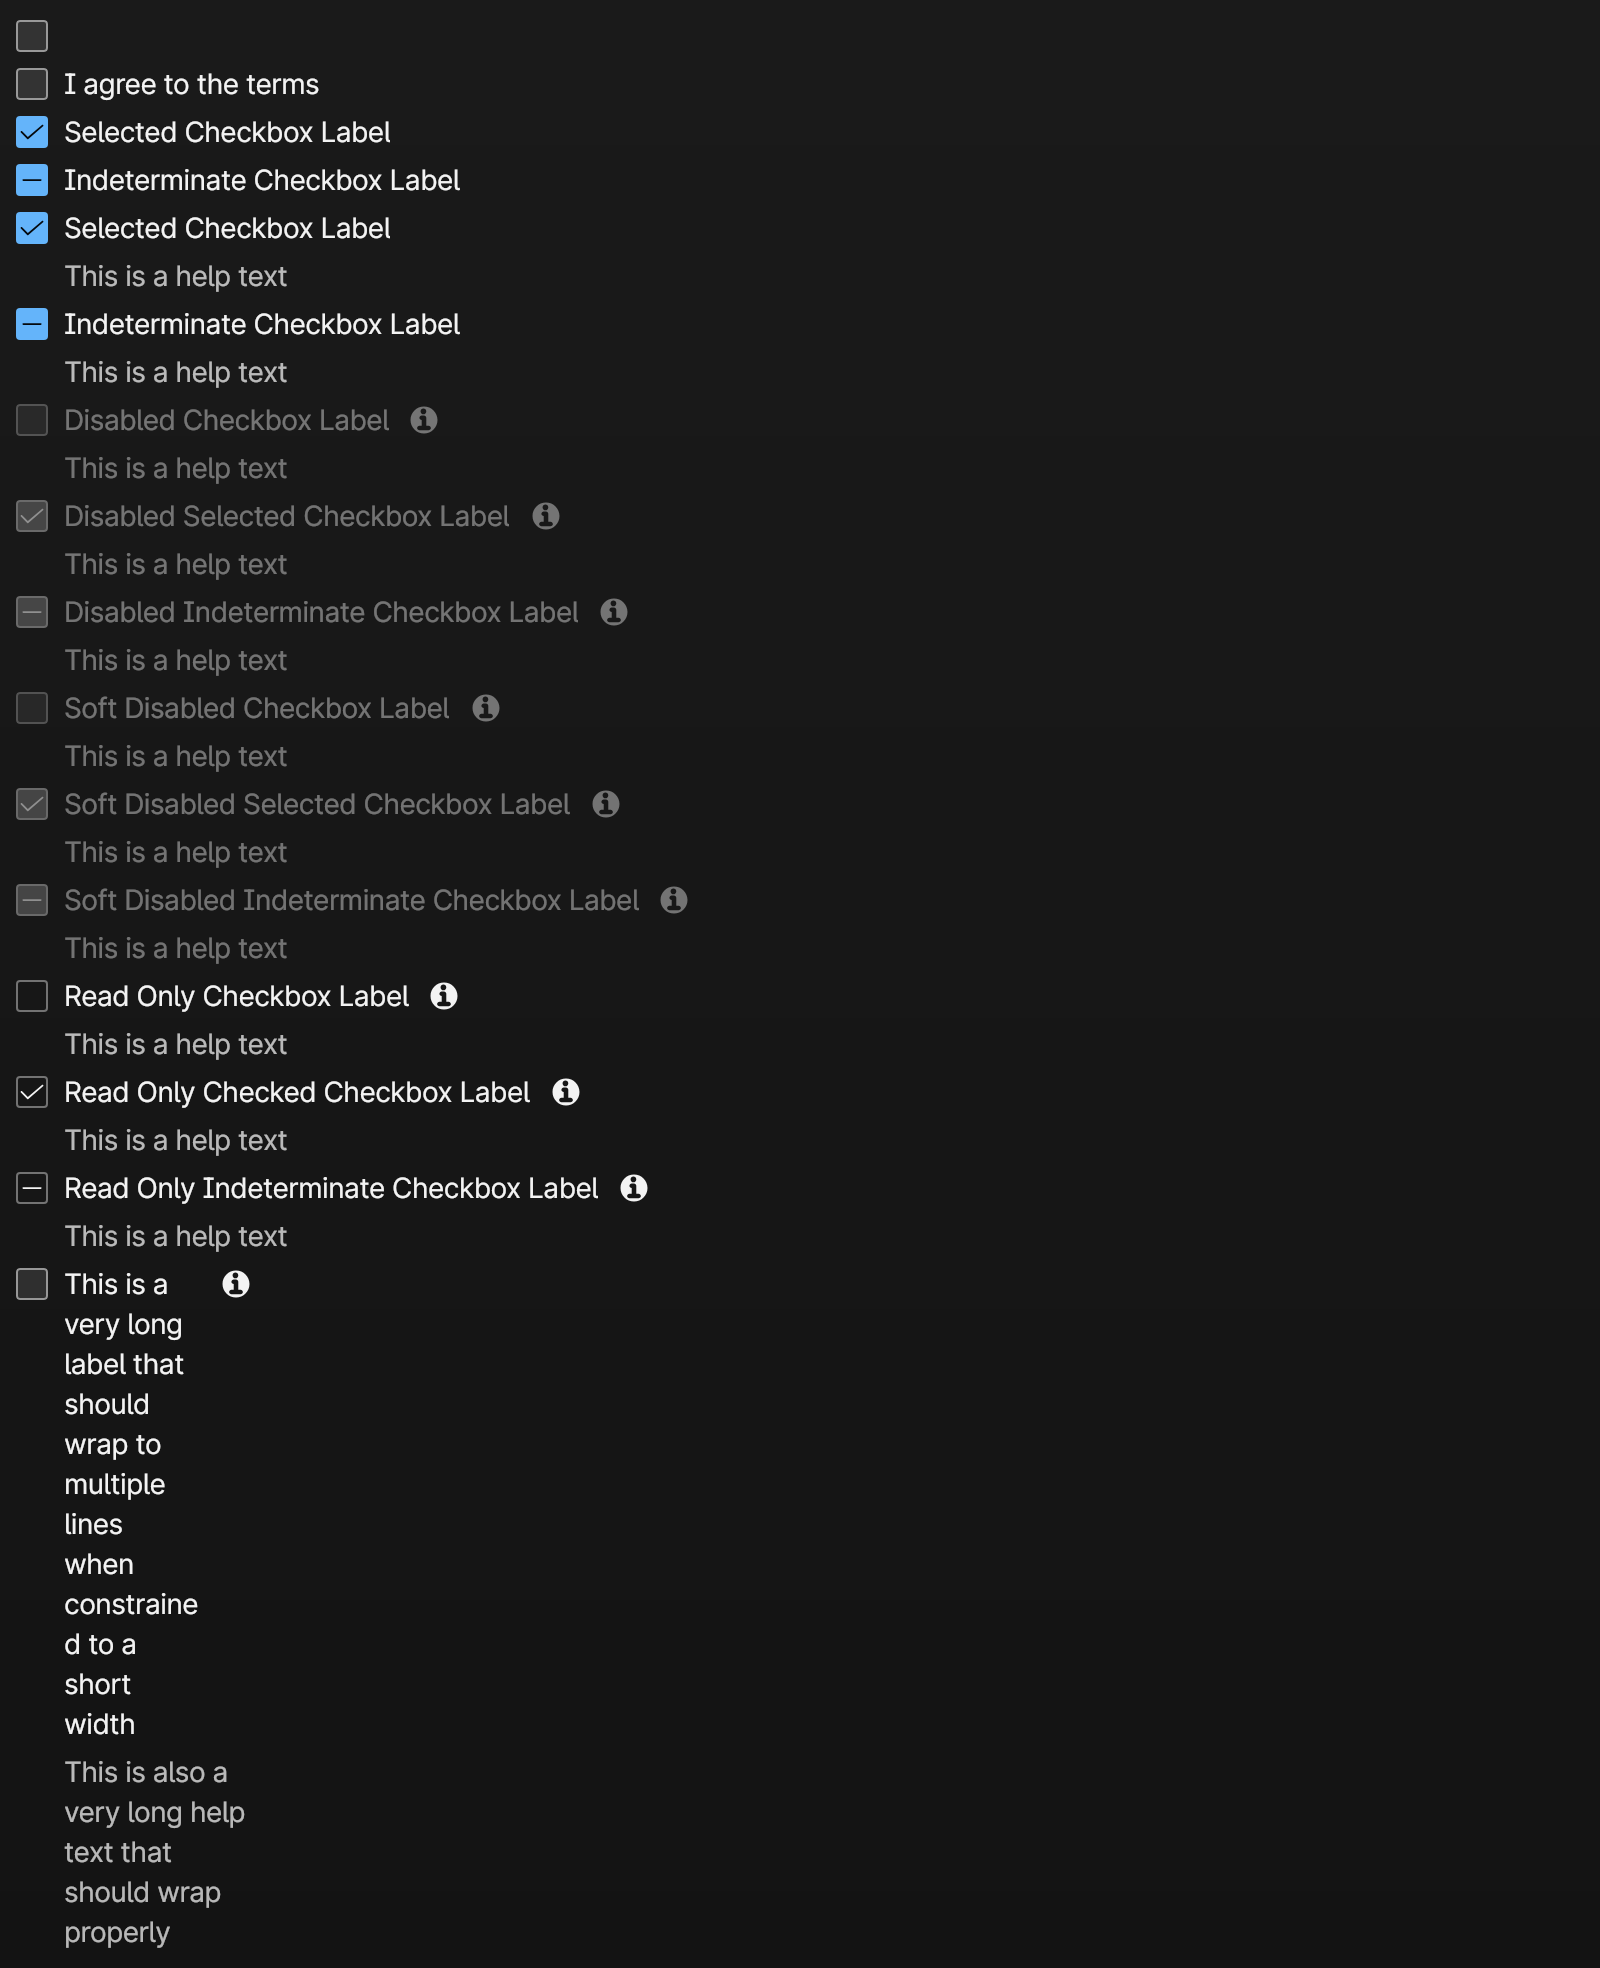 I agree to the terms
Selected Checkbox Label
Indeterminate Checkbox Label
Selected Checkbox Label
This is a help text
Indeterminate Checkbox Label
This is a help text
Disabled Checkbox Label
This is a help text
Disabled Selected Checkbox Label
This is a help text
Disabled Indeterminate Checkbox Label
This is a help text
Soft Disabled Checkbox Label
This is a help text
Soft Disabled Selected Checkbox Label
This is a help text
Soft Disabled Indeterminate Checkbox Label
This is a help text
Read Only Checkbox Label
This is a help text
Read Only Checked Checkbox Label
This is a help text
Read Only Indeterminate Checkbox Label
This is a help text
This is a
very long
label that
should
wrap to
multiple
lines
when
constraine
d to a
short
width
This is also a
very long help
text that
should wrap
properly